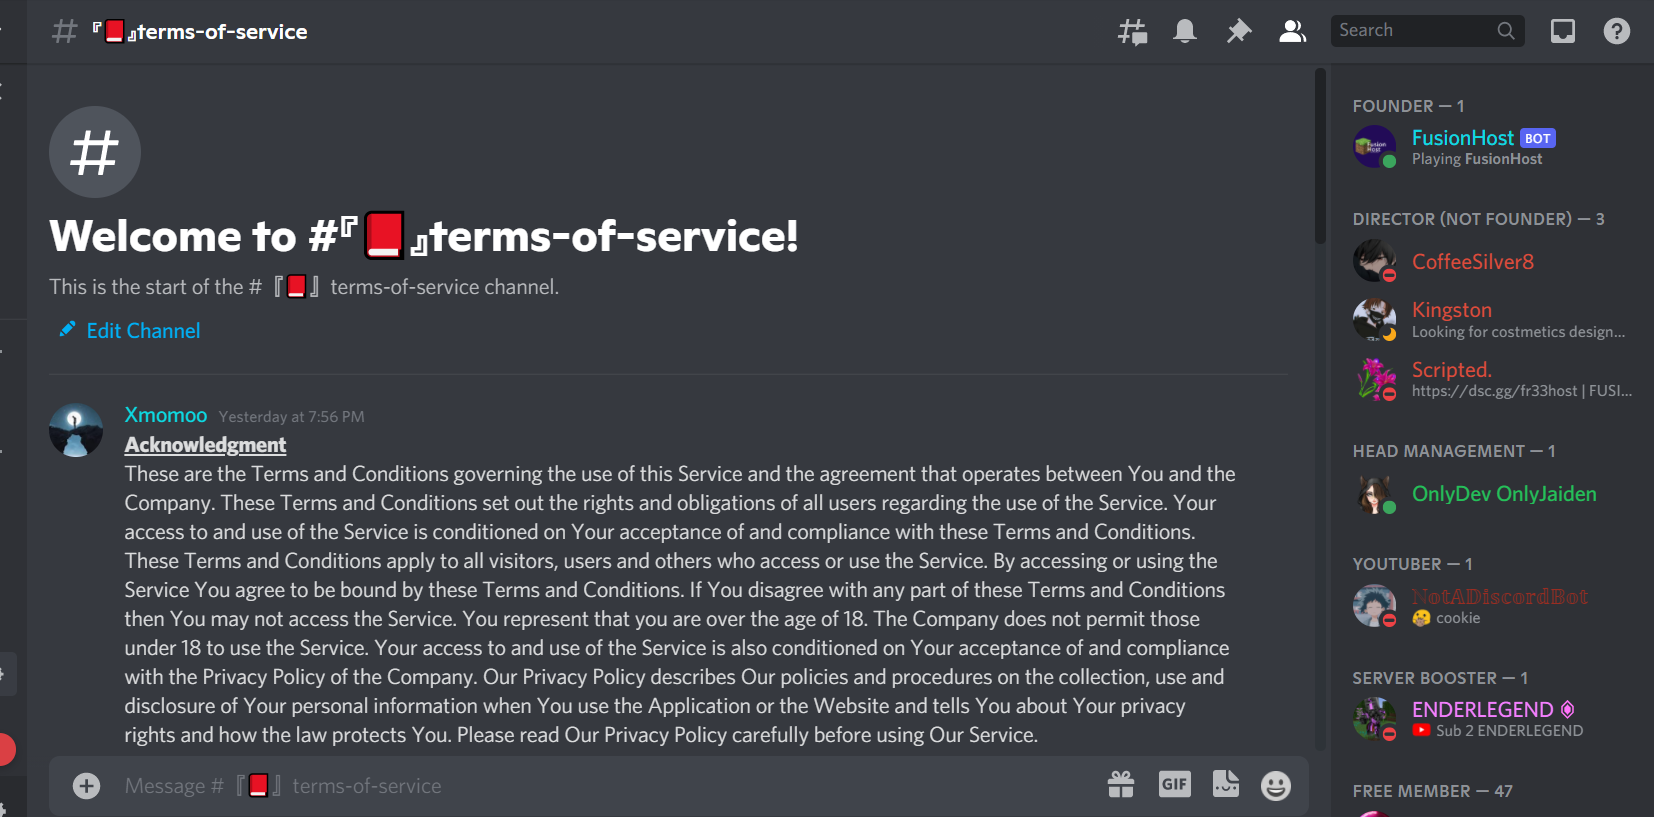 # 『📕』terms-of-service
Search
Welcome to #『📕』terms-of-service!
This is the start of the # 『📕』 terms-of-service channel.
Edit Channel
Xmomoo Yesterday at 7:56 PM
Acknowledgment
These are the Terms and Conditions governing the use of this Service and the agreement that operates between You and the
Company. These Terms and Conditions set out the rights and obligations of all users regarding the use of the Service. Your
access to and use of the Service is conditioned on Your acceptance of and compliance with these Terms and Conditions.
These Terms and Conditions apply to all visitors, users and others who access or use the Service. By accessing or using the
Service You agree to be bound by these Terms and Conditions. If You disagree with any part of these Terms and Conditions
then You may not access the Service. You represent that you are over the age of 18. The Company does not permit those
under 18 to use the Service. Your access to and use of the Service is also conditioned on Your acceptance of and compliance
with the Privacy Policy of the Company. Our Privacy Policy describes Our policies and procedures on the collection, use and
disclosure of Your personal information when You use the Application or the Website and tells You about Your privacy
rights and how the law protects You. Please read Our Privacy Policy carefully before using Our Service.
Message # 『📕』 terms-of-service
GIF
FOUNDER — 1
Fusion Host
FusionHost BOT
Playing FusionHost
DIRECTOR (NOT FOUNDER) — 3
CoffeeSilver8
Kingston
Looking for costmetics design...
Scripted.
https://dsc.gg/fr33host | FUSI...
HEAD MANAGEMENT — 1
OnlyDev OnlyJaiden
YOUTUBER — 1
ℕ𝕠𝕥𝔸𝔻𝕚𝕤𝕔𝕠𝕣𝕕𝔹𝕠𝕥
cookie
SERVER BOOSTER — 1
ENDERLEGEND
Sub 2 ENDERLEGEND
FREE MEMBER — 47